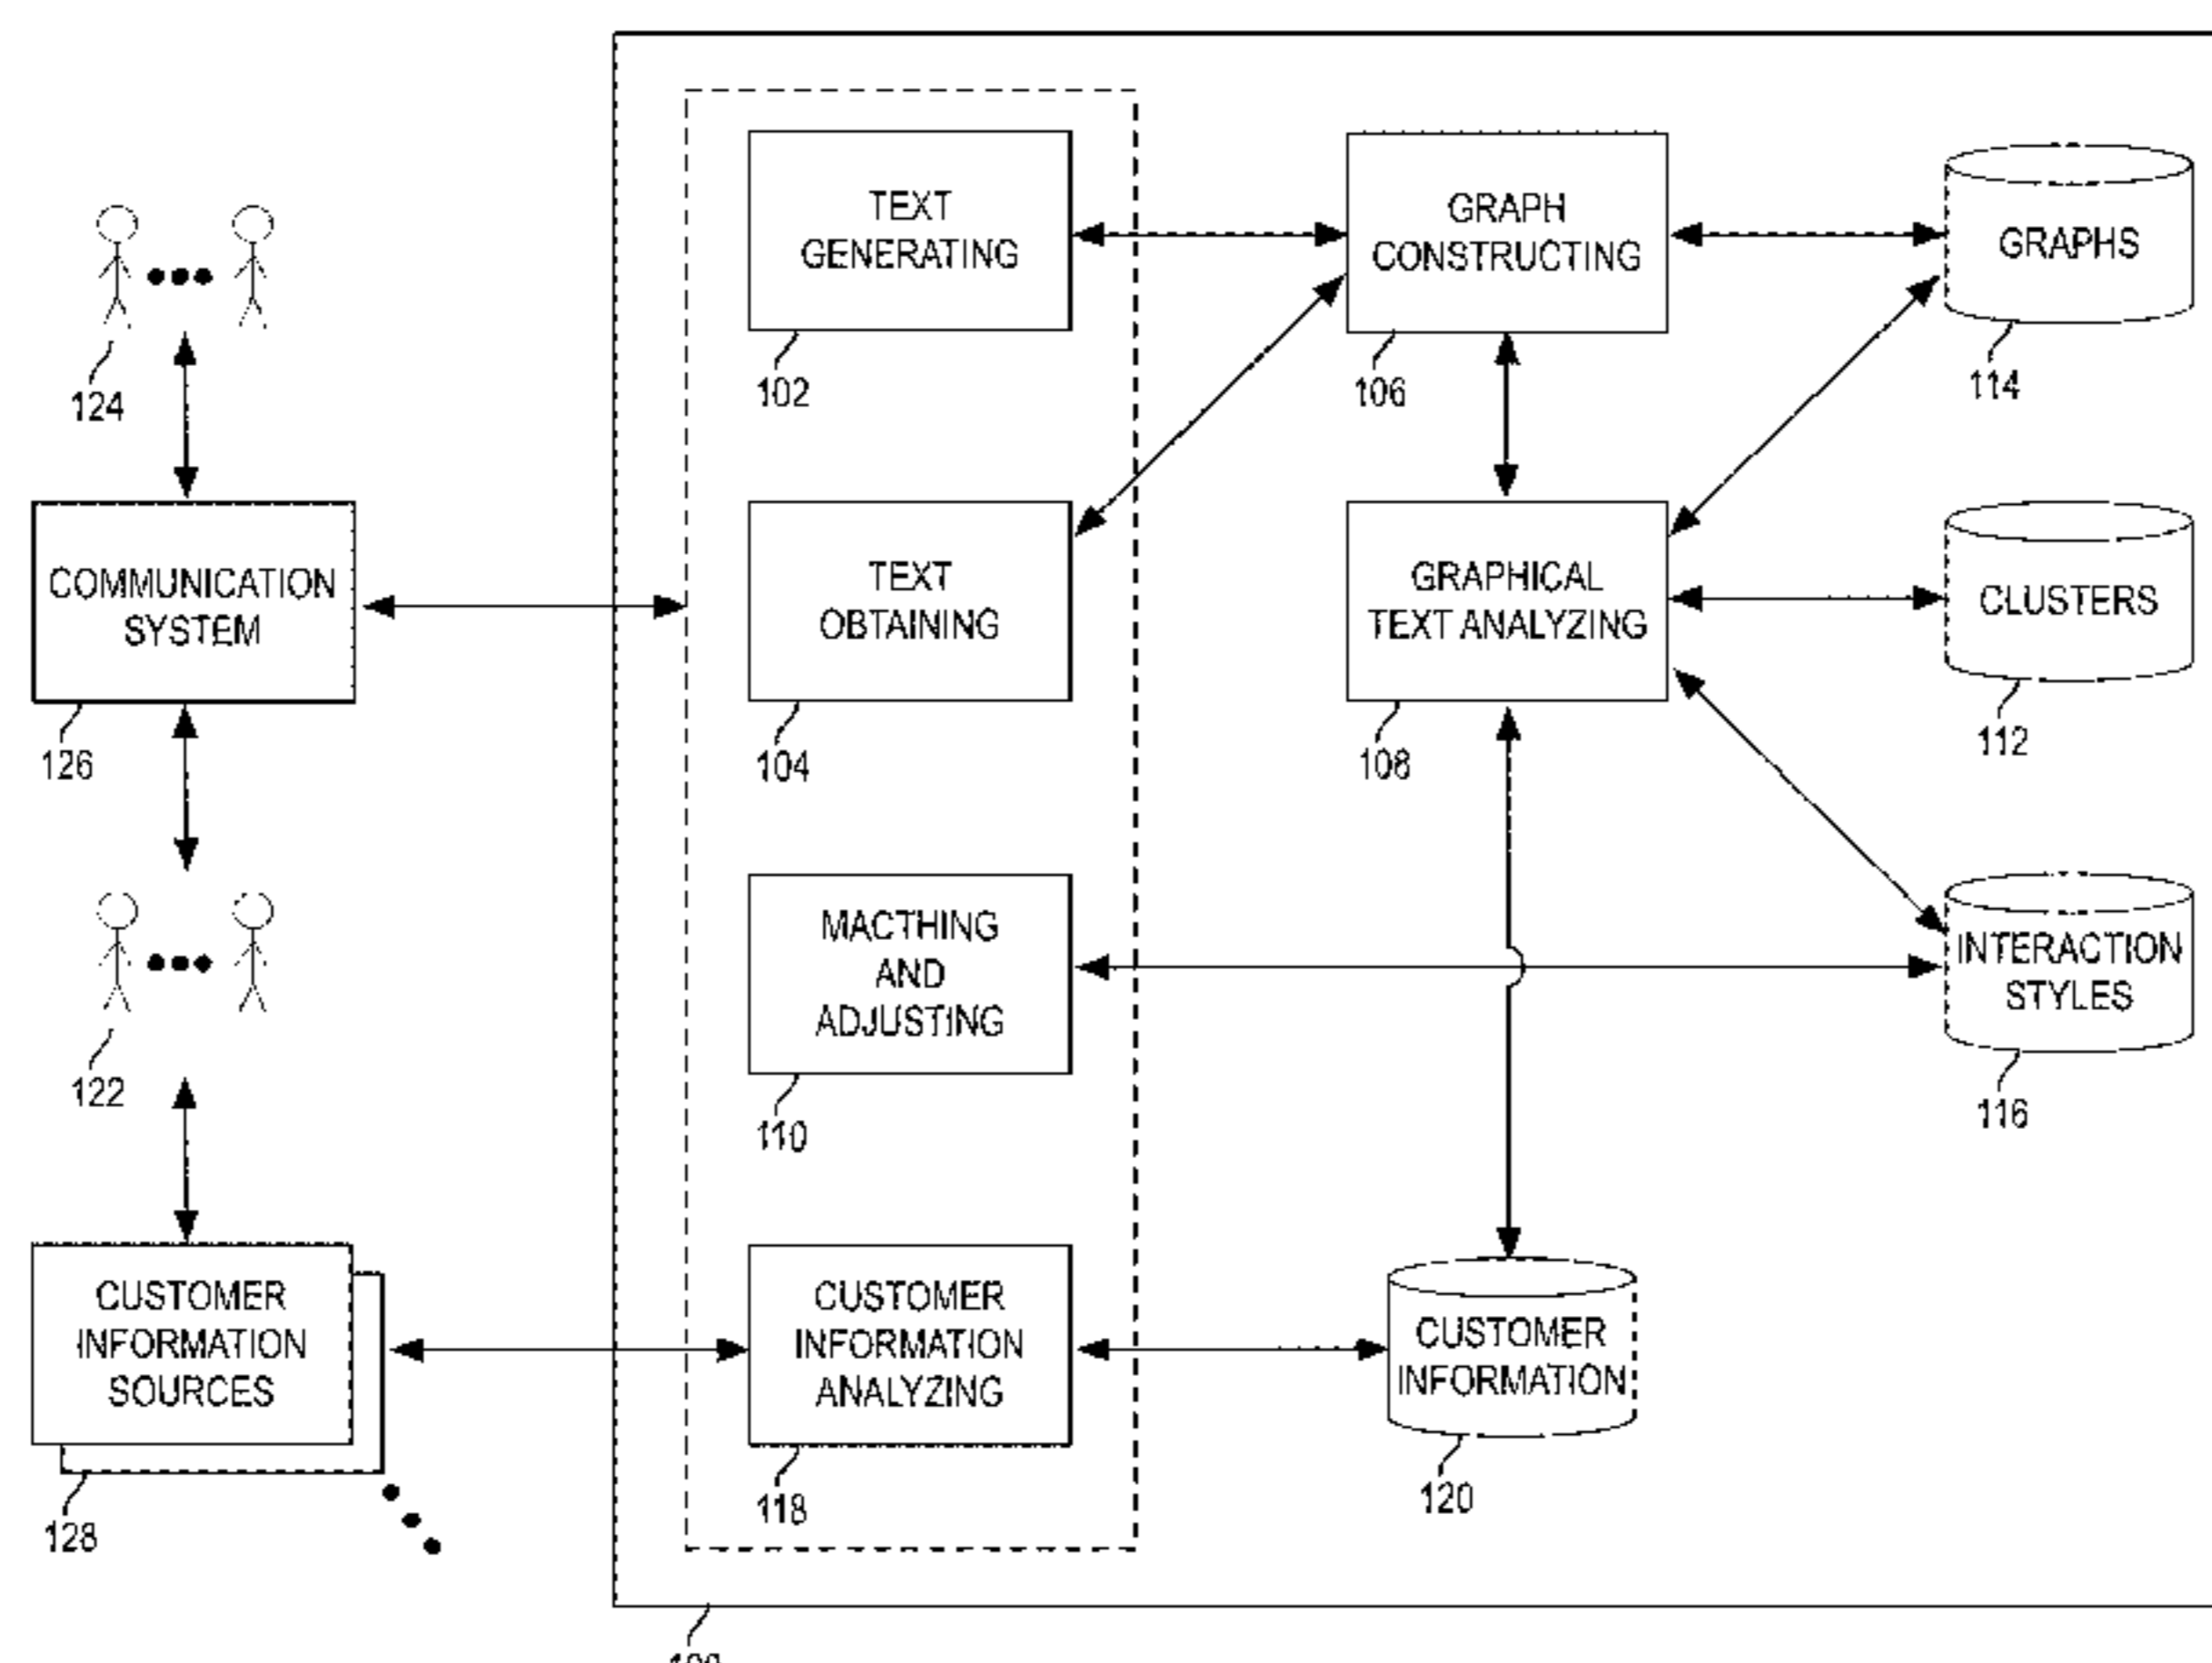 TEXT
GENERATING
102
GRAPH
CONSTRUCTING
106
GRAPHS
114
124
COMMUNICATION
SYSTEM
126
TEXT
OBTAINING
104
GRAPHICAL
TEXT ANALYZING
108
CLUSTERS
112
122
MACTHING
AND
ADJUSTING
110
INTERACTION
STYLES
116
CUSTOMER
INFORMATION
SOURCES
128
CUSTOMER
INFORMATION
ANALYZING
118
CUSTOMER
INFORMATION
120